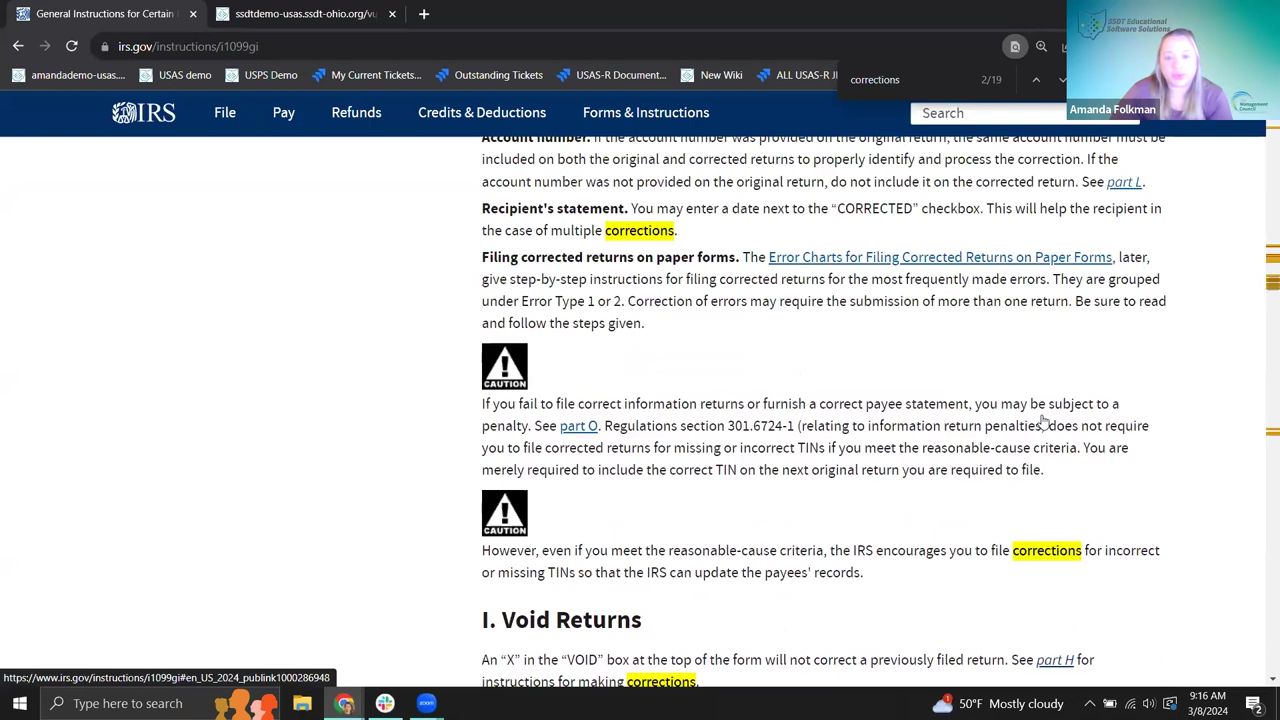 General Instructions for Certain
ssdtdemo-usas.ssdt-ohio.org/vu
irs.gov/instructions/i1099gi
SSDT Educational
Software Solutions
amandademo-usas...
USAS demo
USPS Demo
My Current Tickets...
Outstanding Tickets
USAS-R Document...
New Wiki
ALL USAS-R JI
corrections
2/19
Management
Council
Amanda Folkman
IRS
File
Pay
Refunds
Credits & Deductions
Forms & Instructions
Search
Account number. If the account number was provided on the original return, the same account number must be
included on both the original and corrected returns to properly identify and process the correction. If the
account number was not provided on the original return, do not include it on the corrected return. See part L.
Recipient's statement. You may enter a date next to the “CORRECTED” checkbox. This will help the recipient in
the case of multiple corrections.
Filing corrected returns on paper forms. The Error Charts for Filing Corrected Returns on Paper Forms, later,
give step-by-step instructions for filing corrected returns for the most frequently made errors. They are grouped
under Error Type 1 or 2. Correction of errors may require the submission of more than one return. Be sure to read
and follow the steps given.
CAUTION
If you fail to file correct information returns or furnish a correct payee statement, you may be subject to a
penalty. See part O. Regulations section 301.6724-1 (relating to information return penalties) does not require
you to file corrected returns for missing or incorrect TINs if you meet the reasonable-cause criteria. You are
merely required to include the correct TIN on the next original return you are required to file.
CAUTION
However, even if you meet the reasonable-cause criteria, the IRS encourages you to file corrections for incorrect
or missing TINs so that the IRS can update the payees' records.
I. Void Returns
An “X” in the “VOID” box at the top of the form will not correct a previously filed return. See part H for
instructions for making corrections.
https://www.irs.gov/instructions/i1099gi#en_US_2024_publink1000286948
Type here to search
zoom
50°F Mostly cloudy
9:16 AM
3/8/2024
2